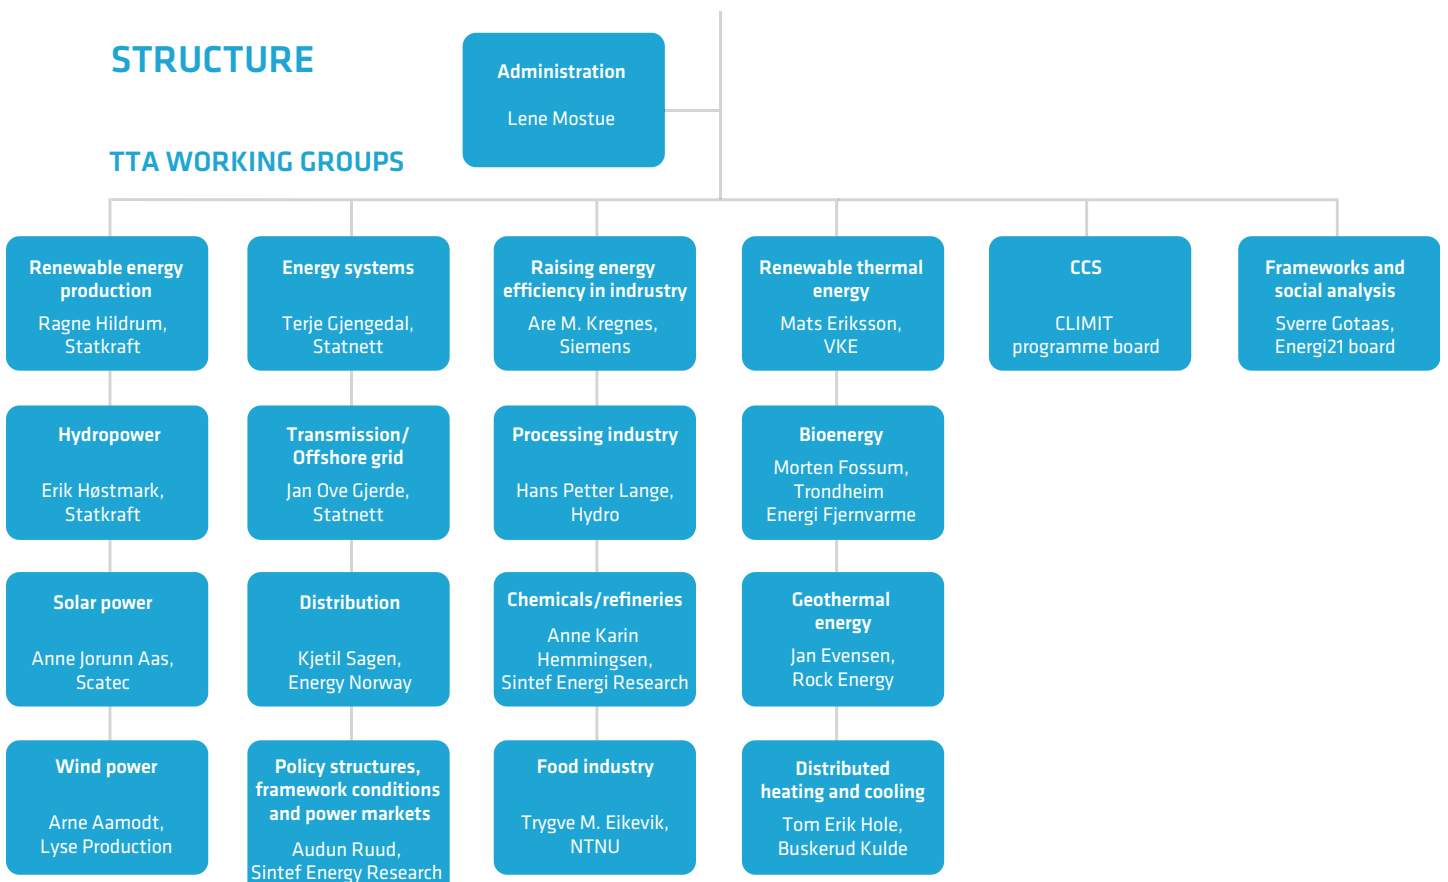 STRUCTURE
Administration
Lene Mostue
TTA WORKING GROUPS
Renewable energy
production
Ragne Hildrum,
Statkraft
Energy systems
Terje Gjengedal,
Statnett
Raising energy
efficiency in indrustry
Are M. Kregnes,
Siemens
Renewable thermal
energy
Mats Eriksson,
VKE
CCS
CLIMIT
programme board
Frameworks and
social analysis
Sverre Gotaas,
Energi21 board
Hydropower
Erik Høstmark,
Statkraft
Transmission/
Offshore grid
Jan Ove Gjerde,
Statnett
Processing industry
Hans Petter Lange,
Hydro
Bioenergy
Morten Fossum,
Trondheim
Energi Fjernvarme
Solar power
Anne Jorunn Aas,
Scatec
Distribution
Kjetil Sagen,
Energy Norway
Chemicals/refineries
Anne Karin
Hemmingsen,
Sintef Energi Research
Geothermal
energy
Jan Evensen,
Rock Energy
Wind power
Arne Aamodt,
Lyse Production
Policy structures,
framework conditions
and power markets
Audun Ruud,
Sintef Energy Research
Food industry
Trygve M. Eikevik,
NTNU
Distributed
heating and cooling
Tom Erik Hole,
Buskerud Kulde